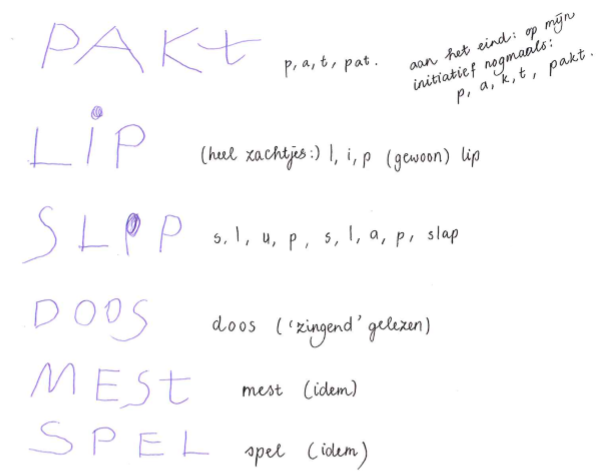 PAKt
p, a, t, pat.
aan het eind: op mijn
initiatief nogmaals:
p, a, k, t, pakt.
LiP
(heel zachtjes:) l, i, p (gewoon) lip
SLiP
s, l, u, p, s, l, a, p, slap
DOOS
doos ('zingend' gelezen)
MESt
mest (idem)
SPEL
spel (idem)